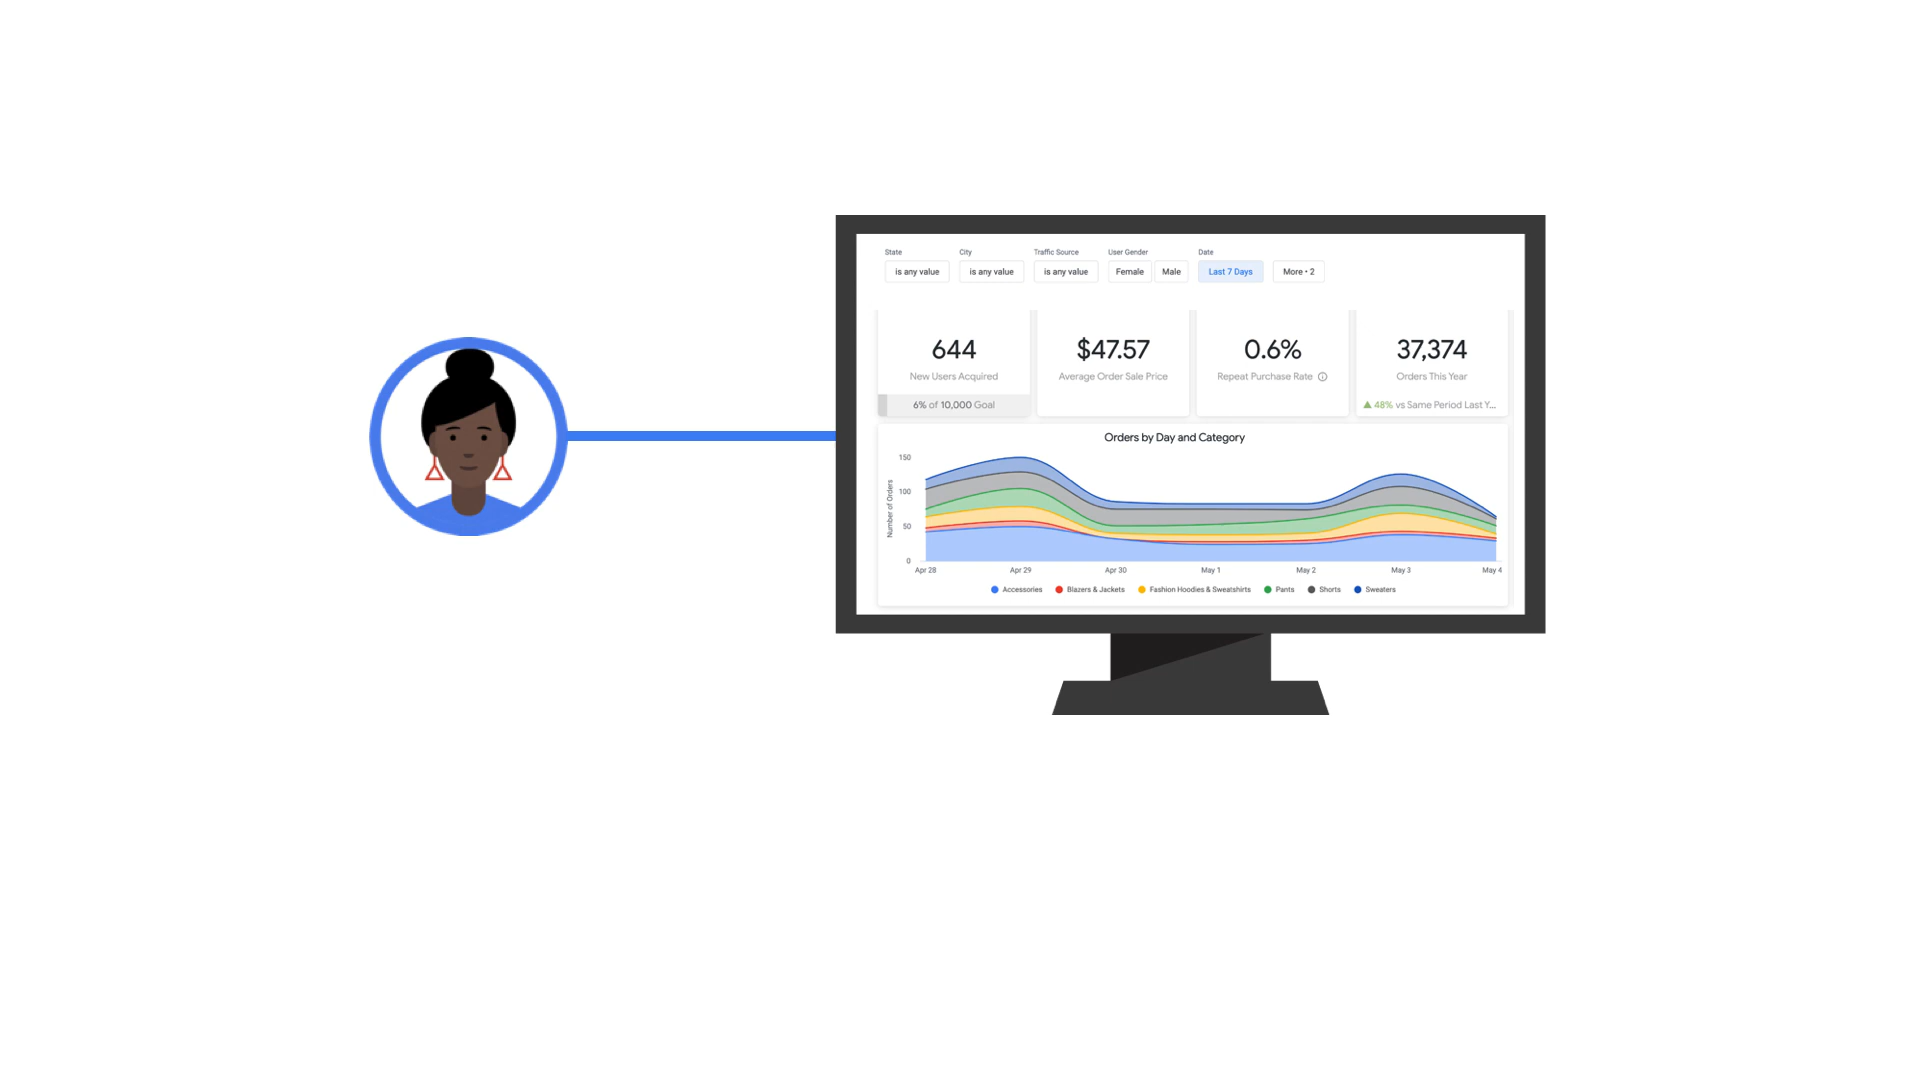 State City Traffic Source User Gender Date
is any value is any value is any value Female Male Last 7 Days More • 2
644 $47.57 0.6% 37,374
New Users Acquired Average Order Sale Price Repeat Purchase Rate Orders This Year
6% of 10,000 Goal ▲ 48% vs Same Period Last Y...
Orders by Day and Category
Number of Orders
150
100
50
0
Apr 28 Apr 29 Apr 30 May 1 May 2 May 3 May 4
Accessories Blazers & Jackets Fashion Hoodies & Sweatshirts Pants Shorts Sweaters